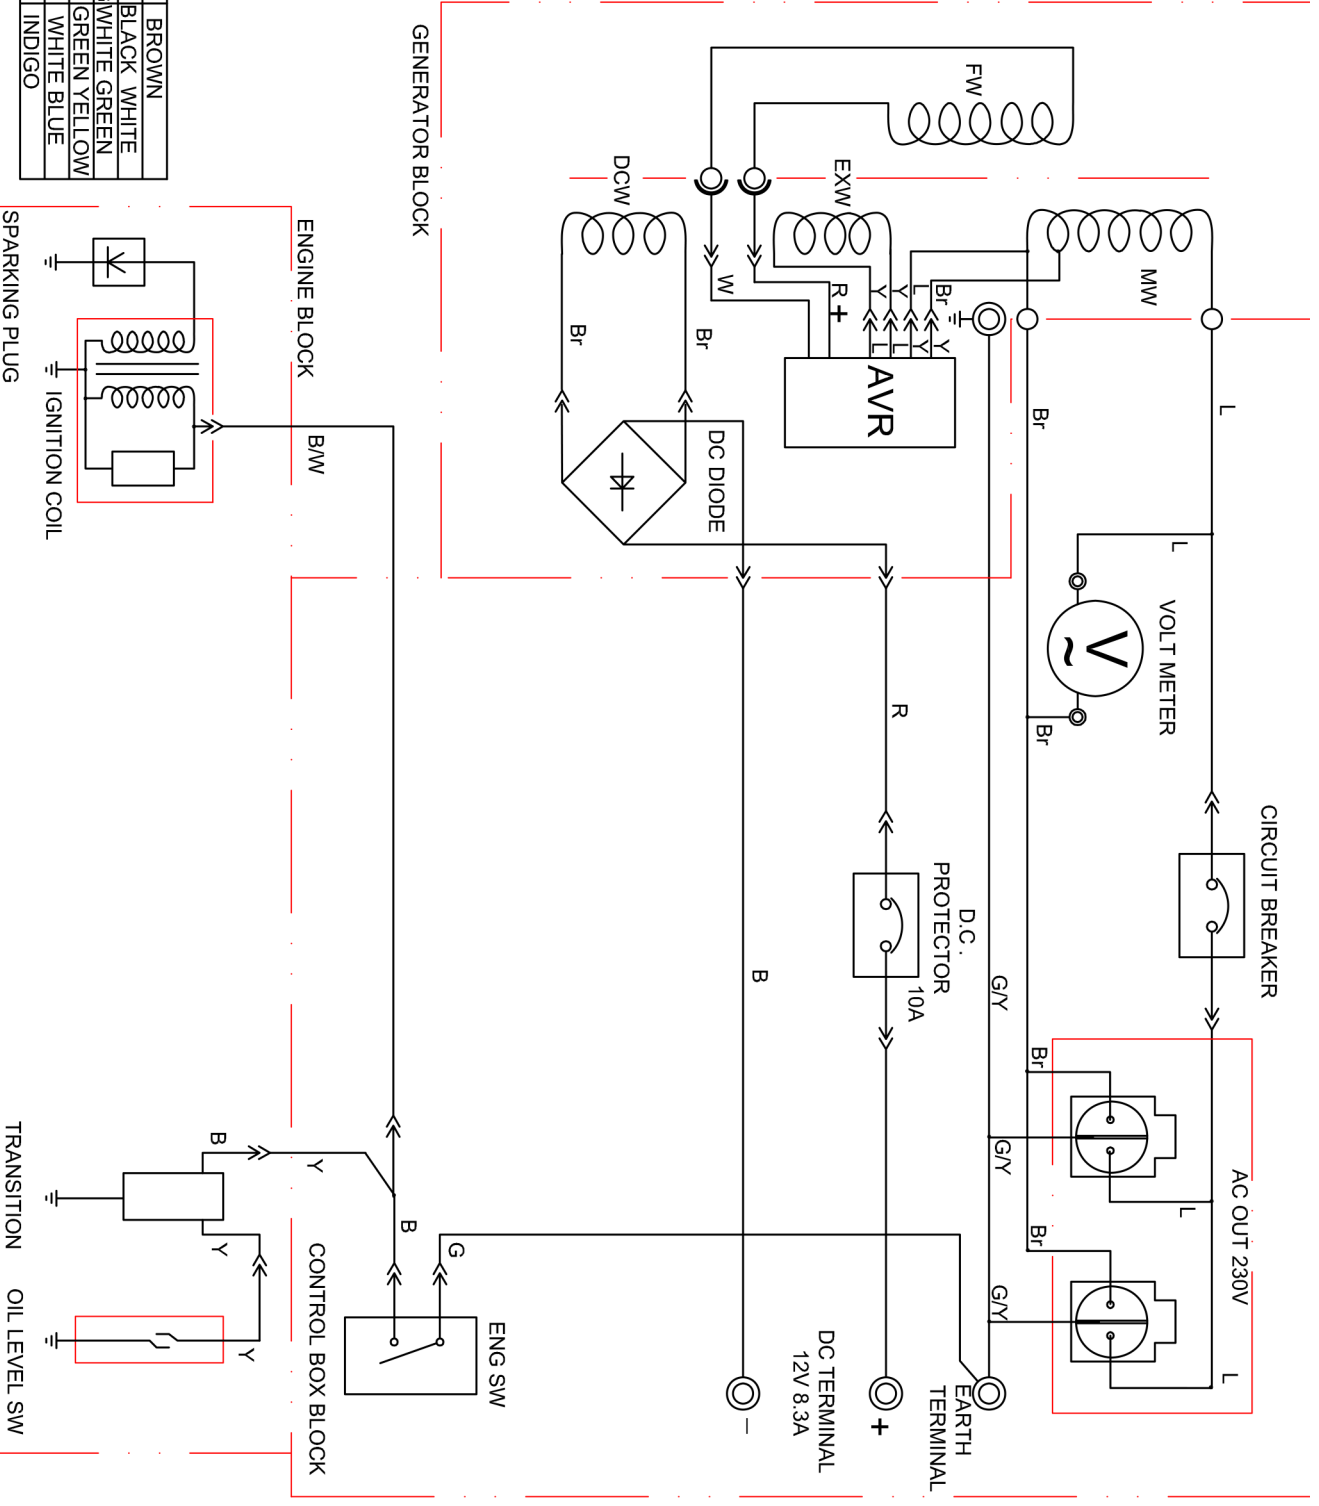 BROWN
BLACK WHITE
WHITE GREEN
GREEN YELLOW
WHITE BLUE
INDIGO
GENERATOR BLOCK
FW
DCW
EXW
MW
W
R
+
Y
Y
L
Br
L
L
Y
Y
AVR
Br
Br
DC DIODE
L
Br
L
VOLT METER
V
~
Br
CIRCUIT BREAKER
ENGINE BLOCK
SPARKING PLUG
IGNITION COIL
B/W
R
D.C .
PROTECTOR
10A
B
G/Y
Br
G/Y
L
AC OUT 230V
Br
G/Y
L
EARTH
TERMINAL
DC TERMINAL
12V 8.3A
+
–
B
Y
Y
Y
B
G
ENG SW
CONTROL BOX BLOCK
TRANSITION
OIL LEVEL SW